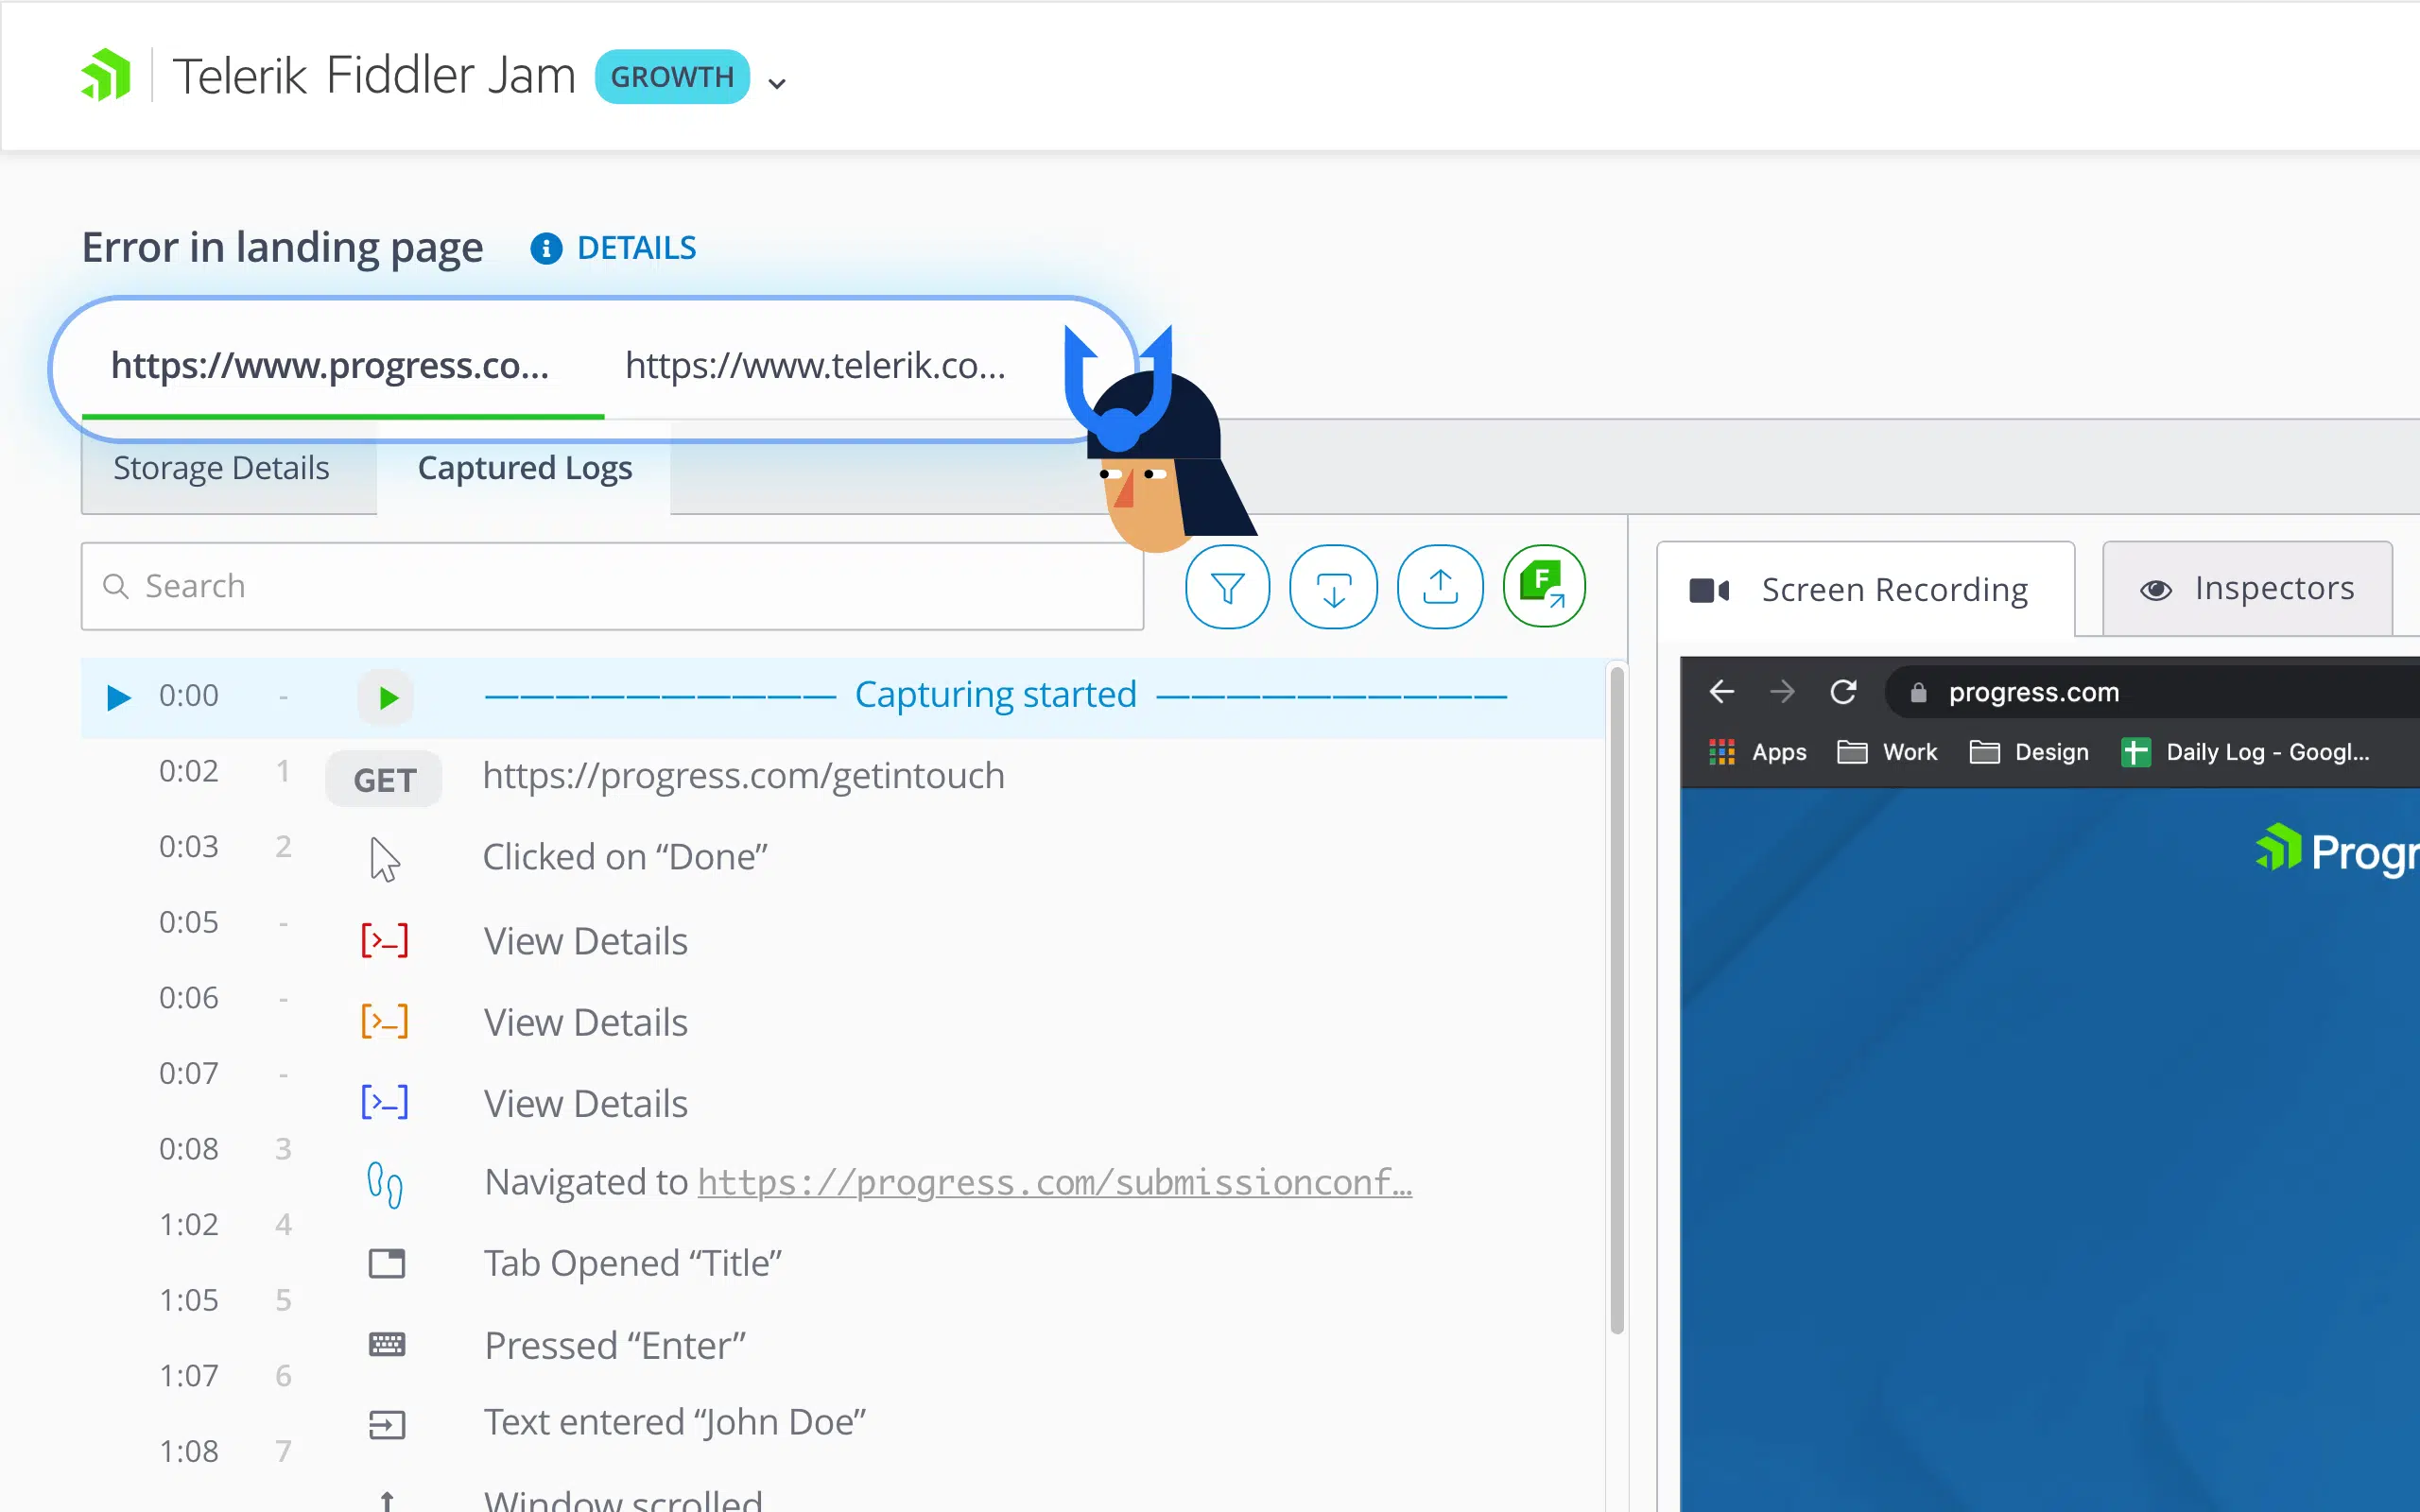 Telerik Fiddler Jam GROWTH
Error in landing page DETAILS
https://www.progress.co... https://www.telerik.co...
Storage Details Captured Logs
Search
F
Screen Recording Inspectors
0:00 - —————————— Capturing started ——————————
0:02 1 GET https://progress.com/getintouch
0:03 2 Clicked on “Done”
0:05 - [>_] View Details
0:06 - [>_] View Details
0:07 - [>_] View Details
0:08 3 Navigated to https://progress.com/submissionconf…
1:02 4 Tab Opened “Title”
1:05 5 Pressed “Enter”
1:07 6 Text entered “John Doe”
1:08 7 Window scrolled
progress.com
Apps Work Design Daily Log - Googl...
Progr